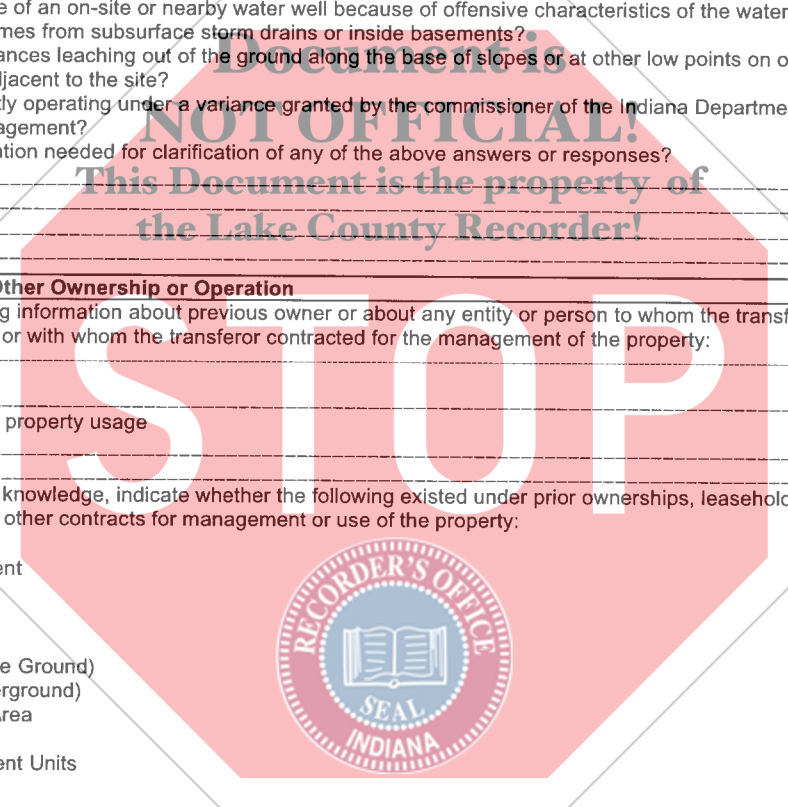 e of an on-site or nearby water well because of offensive characteristics of the water
mes from subsurface storm drains or inside basements?
Document is
ances leaching out of the ground along the base of slopes or at other low points on o
djacent to the site?
tly operating under a variance granted by the commissioner of the Indiana Departme
NOT OFFICIAL!
agement?
ation needed for clarification of any of the above answers or responses?
This Document is the property of
the Lake County Recorder!
Other Ownership or Operation
g information about previous owner or about any entity or person to whom the transf
or with whom the transferor contracted for the management of the property:
STOP
property usage
knowledge, indicate whether the following existed under prior ownerships, leasehold
other contracts for management or use of the property:
ent
RECORDER'S OFFICE
SEAL
INDIANA
e Ground)
erground)
Area
ent Units